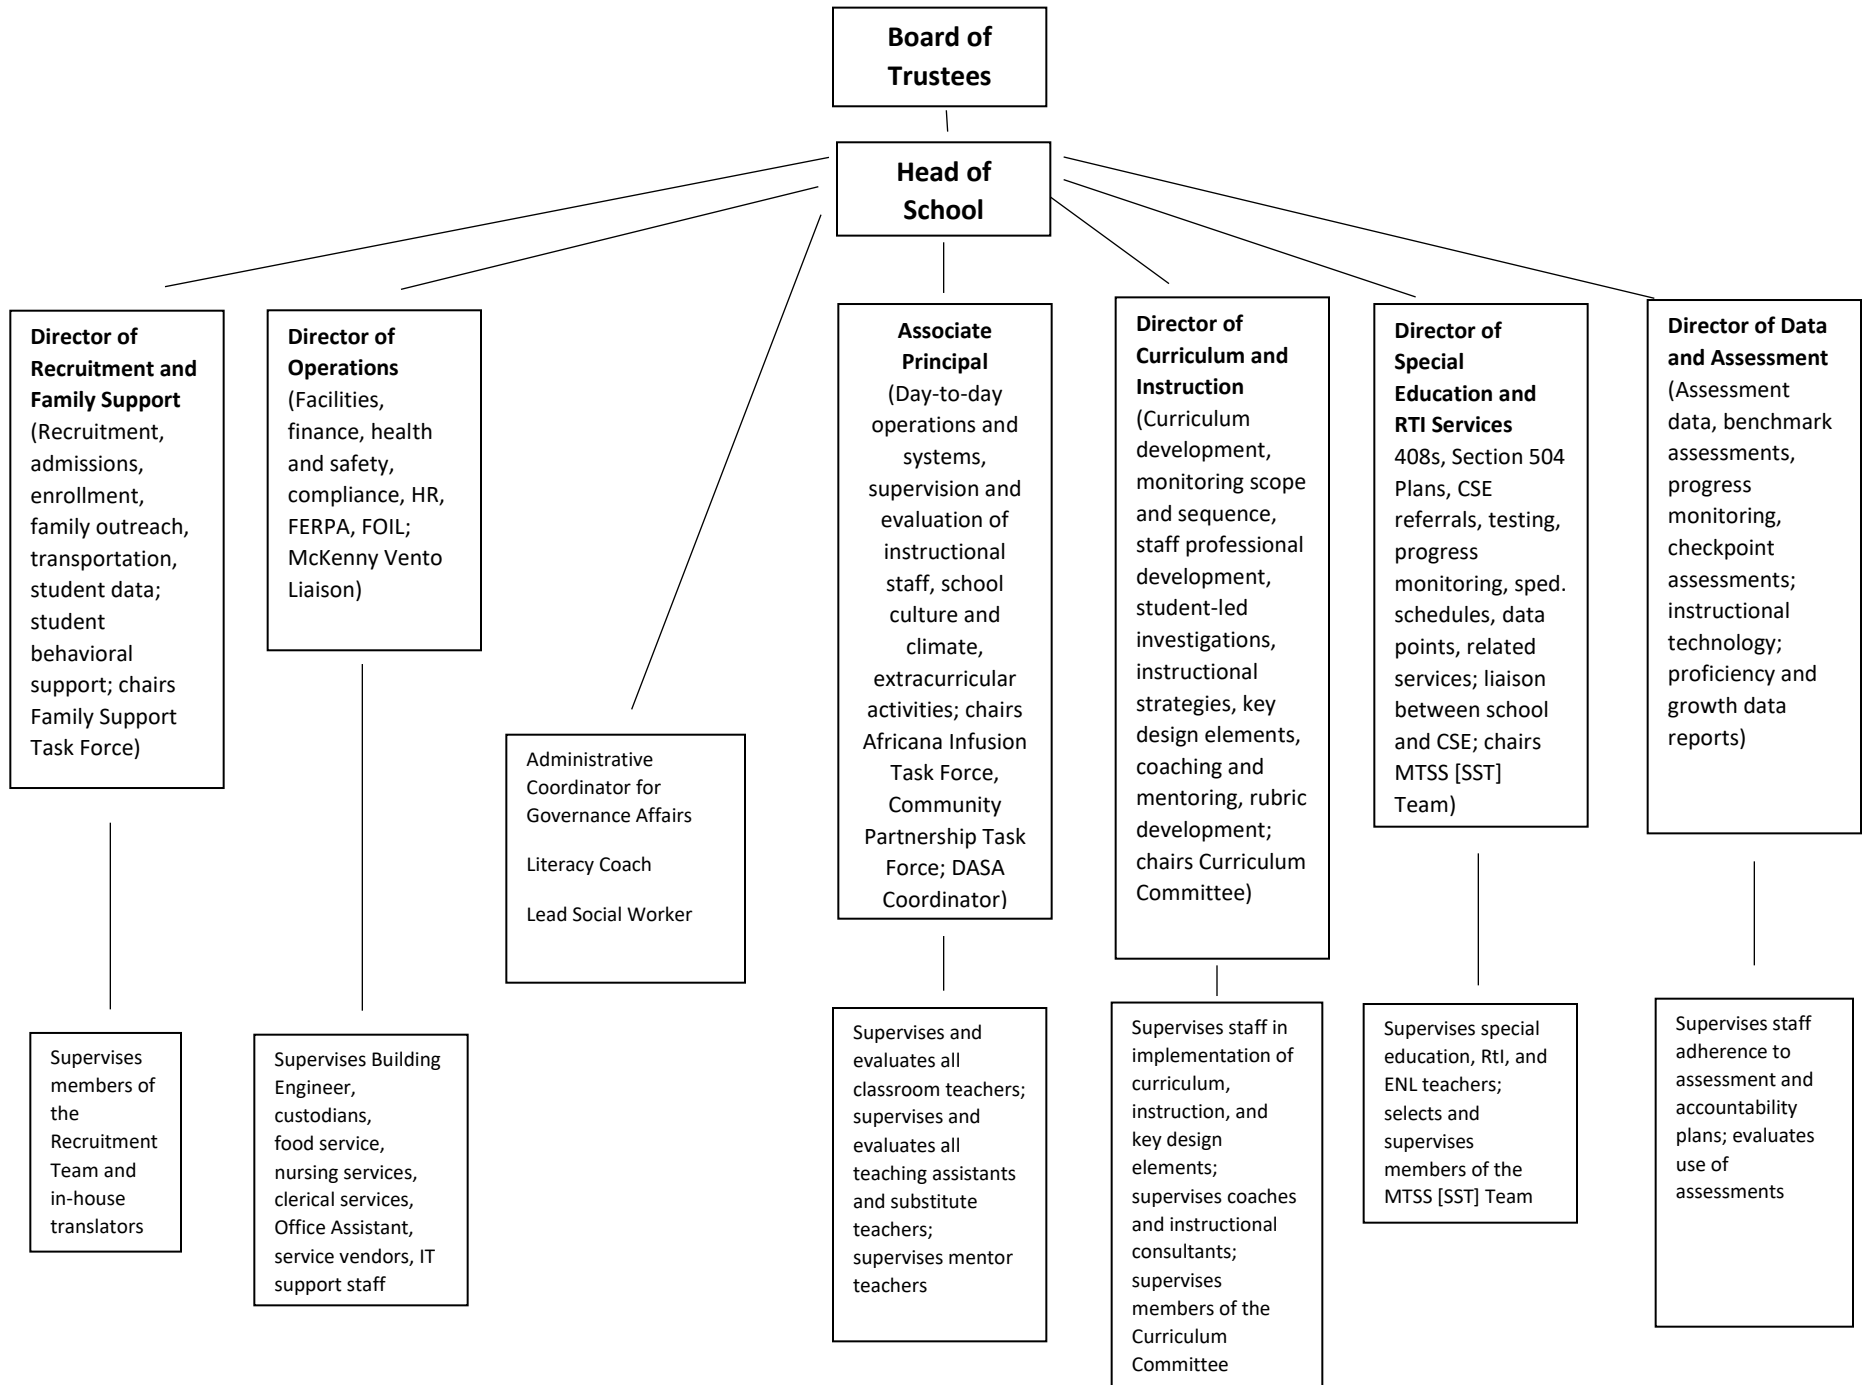 Board of
Trustees
Head of
School
Director of
Recruitment and
Family Support
(Recruitment,
admissions,
enrollment,
family outreach,
transportation,
student data;
student
behavioral
support; chairs
Family Support
Task Force)
Director of
Operations
(Facilities,
finance, health
and safety,
compliance, HR,
FERPA, FOIL;
McKenny Vento
Liaison)
Administrative
Coordinator for
Governance Affairs
Literacy Coach
Lead Social Worker
Associate
Principal
(Day-to-day
operations and
systems,
supervision and
evaluation of
instructional
staff, school
culture and
climate,
extracurricular
activities; chairs
Africana Infusion
Task Force,
Community
Partnership Task
Force; DASA
Coordinator)
Director of
Curriculum and
Instruction
(Curriculum
development,
monitoring scope
and sequence,
staff professional
development,
student-led
investigations,
instructional
strategies, key
design elements,
coaching and
mentoring, rubric
development;
chairs Curriculum
Committee)
Director of
Special
Education and
RTI Services
408s, Section 504
Plans, CSE
referrals, testing,
progress
monitoring, sped.
schedules, data
points, related
services; liaison
between school
and CSE; chairs
MTSS [SST]
Team)
Director of Data
and Assessment
(Assessment
data, benchmark
assessments,
progress
monitoring,
checkpoint
assessments;
instructional
technology;
proficiency and
growth data
reports)
Supervises
members of
the
Recruitment
Team and
in-house
translators
Supervises Building
Engineer,
custodians,
food service,
nursing services,
clerical services,
Office Assistant,
service vendors, IT
support staff
Supervises and
evaluates all
classroom teachers;
supervises and
evaluates all
teaching assistants
and substitute
teachers;
supervises mentor
teachers
Supervises staff in
implementation of
curriculum,
instruction, and
key design
elements;
supervises coaches
and instructional
consultants;
supervises
members of the
Curriculum
Committee
Supervises special
education, RtI, and
ENL teachers;
selects and
supervises
members of the
MTSS [SST] Team
Supervises staff
adherence to
assessment and
accountability
plans; evaluates
use of
assessments